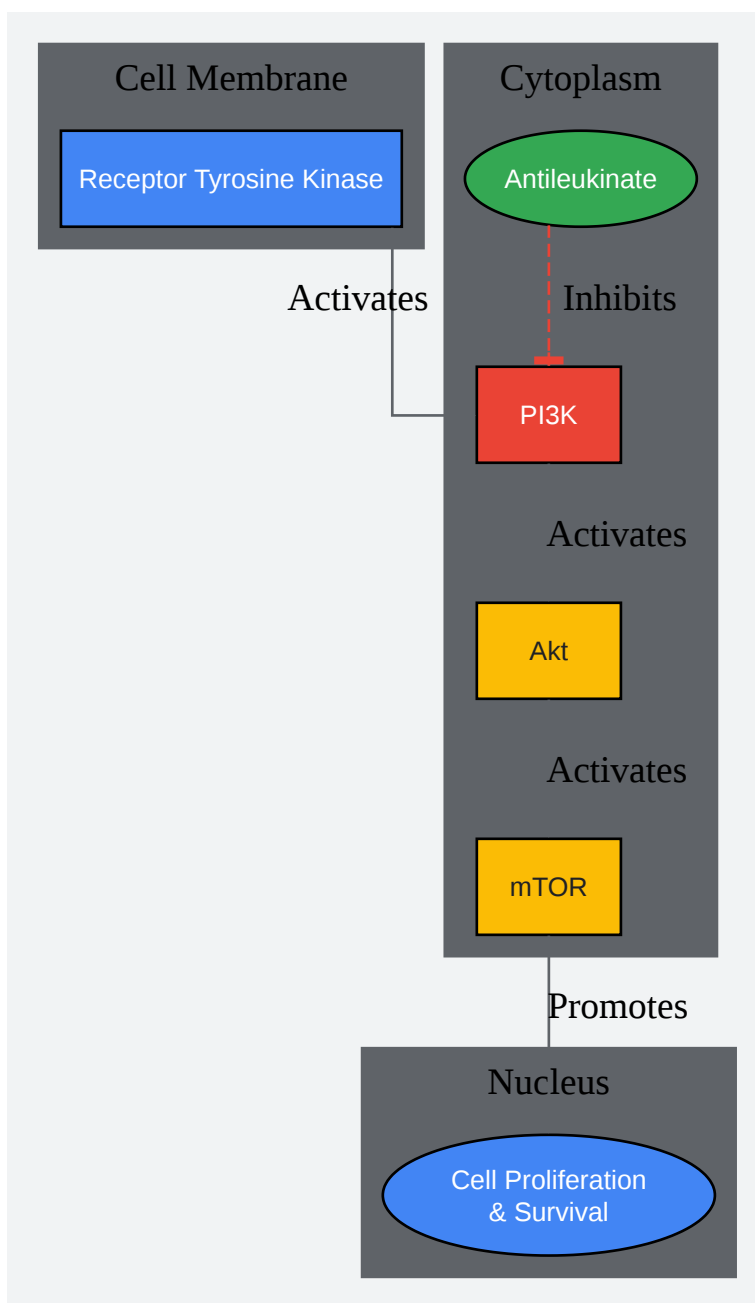 Cell Membrane
Cytoplasm
Receptor Tyrosine Kinase
Antileukinate
Activates
Inhibits
PI3K
Activates
Akt
Activates
mTOR
Promotes
Nucleus
Cell Proliferation
& Survival